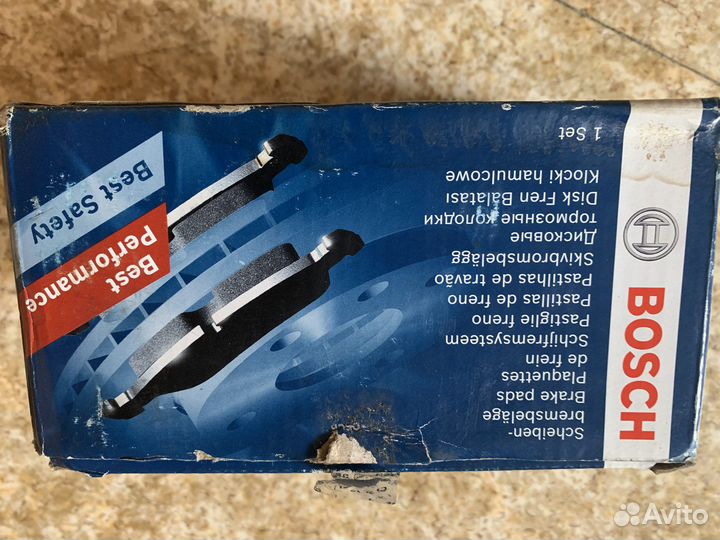 BOSCH
Scheiben-
bremsbeläge
Brake pads
Plaquettes
de frein
Schijfremsysteem
Pastiglie freno
Pastillas de freno
Pastilhas de travão
Skivbromsbelägg
Дисковые
тормозные колодки
Disk Fren Balatası
Klocki hamulcowe
1 Set
Best
Performance
Best Safety
Avito